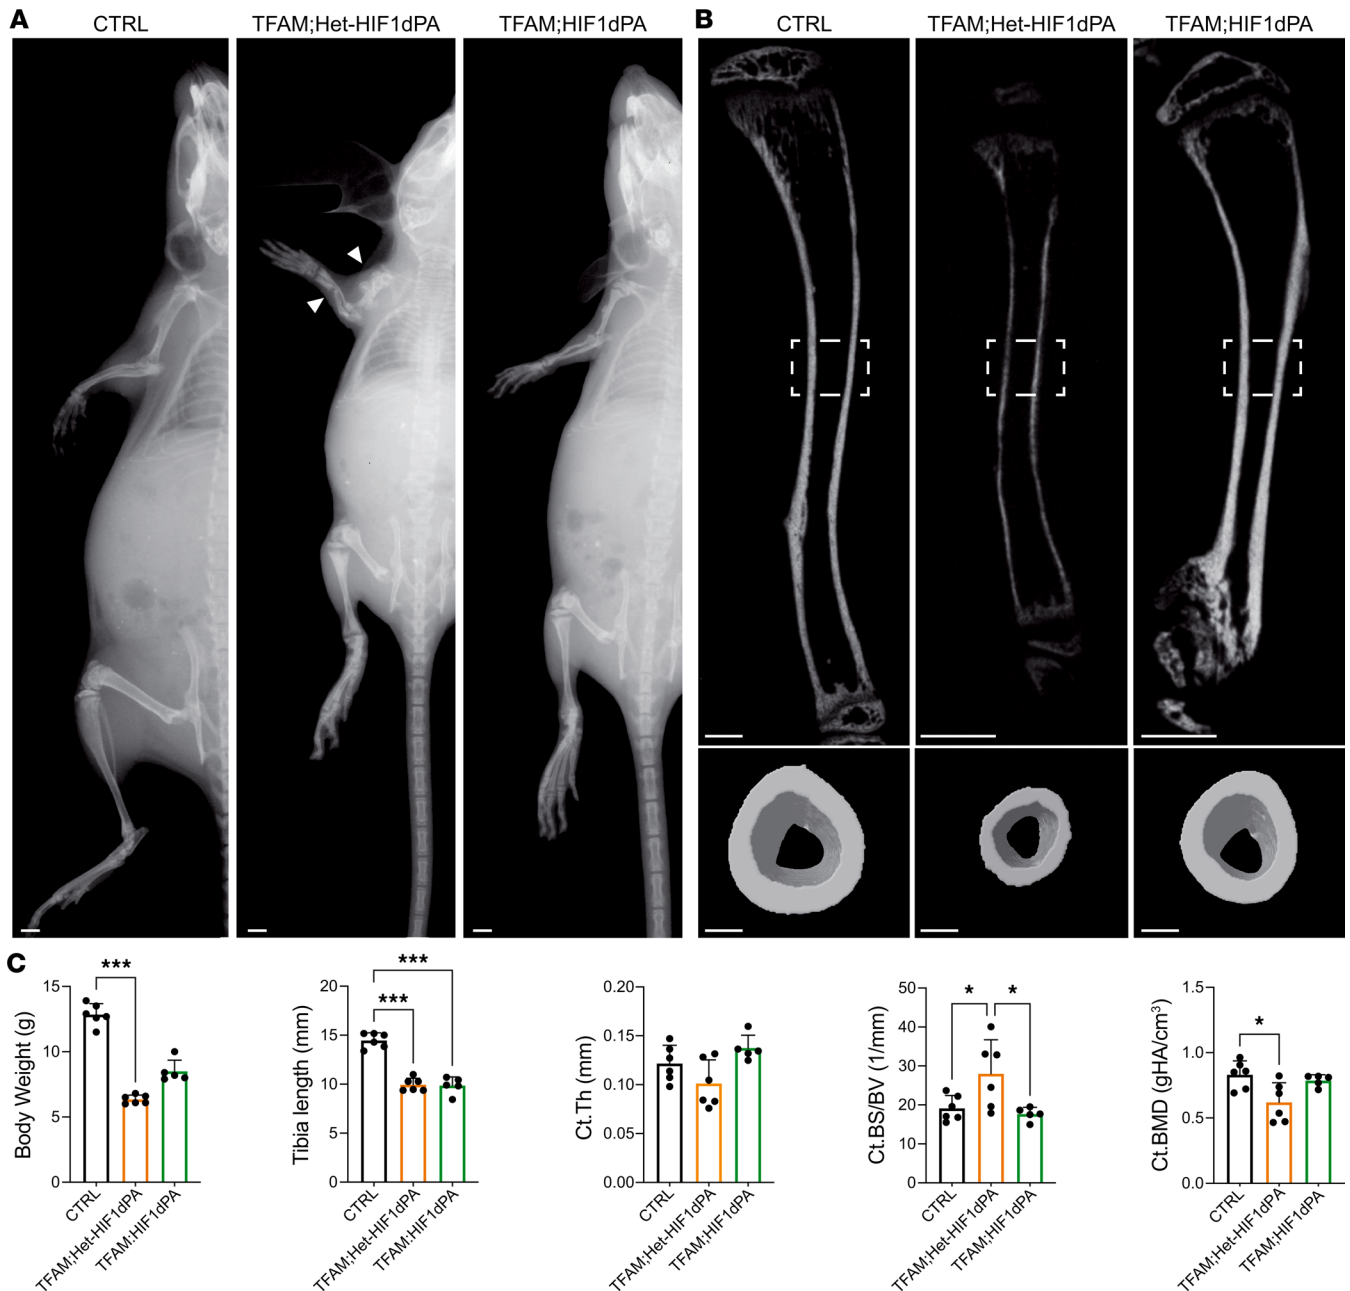 A
CTRL
TFAM;Het-HIF1dPA
TFAM;HIF1dPA
B
CTRL
TFAM;Het-HIF1dPA
TFAM;HIF1dPA
C
Body Weight (g)
15
10
5
0
***
CTRL
TFAM;Het-HIF1dPA
TFAM:HIF1dPA
Tibia length (mm)
20
15
10
5
0
***
***
CTRL
TFAM;Het-HIF1dPA
TFAM:HIF1dPA
Ct.Th (mm)
0.20
0.15
0.10
0.05
0.00
CTRL
TFAM;Het-HIF1dPA
TFAM;HIF1dPA
Ct.BS/BV (1/mm)
50
40
30
20
10
0
*
*
CTRL
TFAM;Het-HIF1dPA
TFAM;HIF1dPA
Ct.BMD (gHA/cm³)
1.5
1.0
0.5
0.0
*
CTRL
TFAM;Het-HIF1dPA
TFAM;HIF1dPA